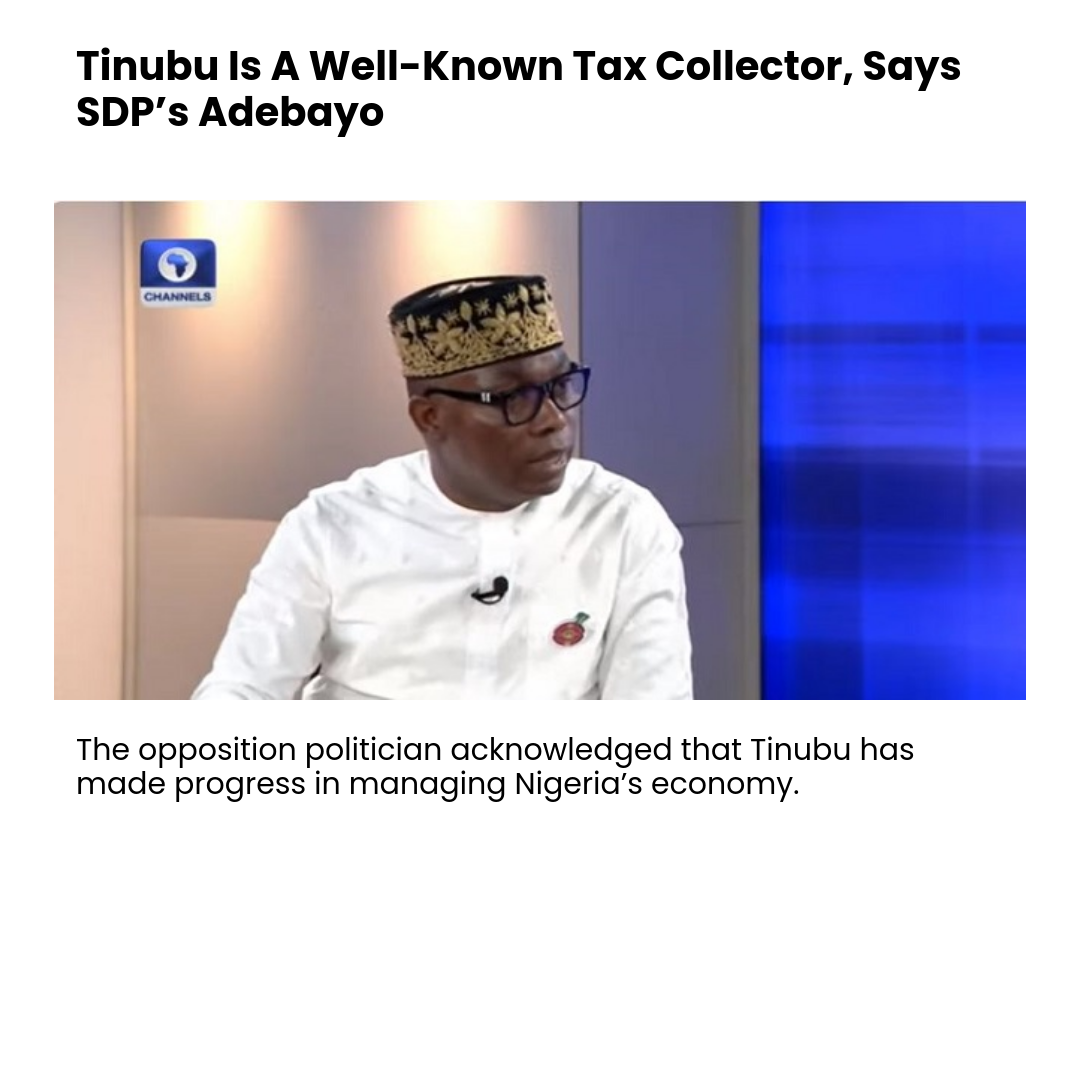 Tinubu Is A Well-Known Tax Collector, Says
SDP’s Adebayo
CHANNELS
The opposition politician acknowledged that Tinubu has
made progress in managing Nigeria’s economy.